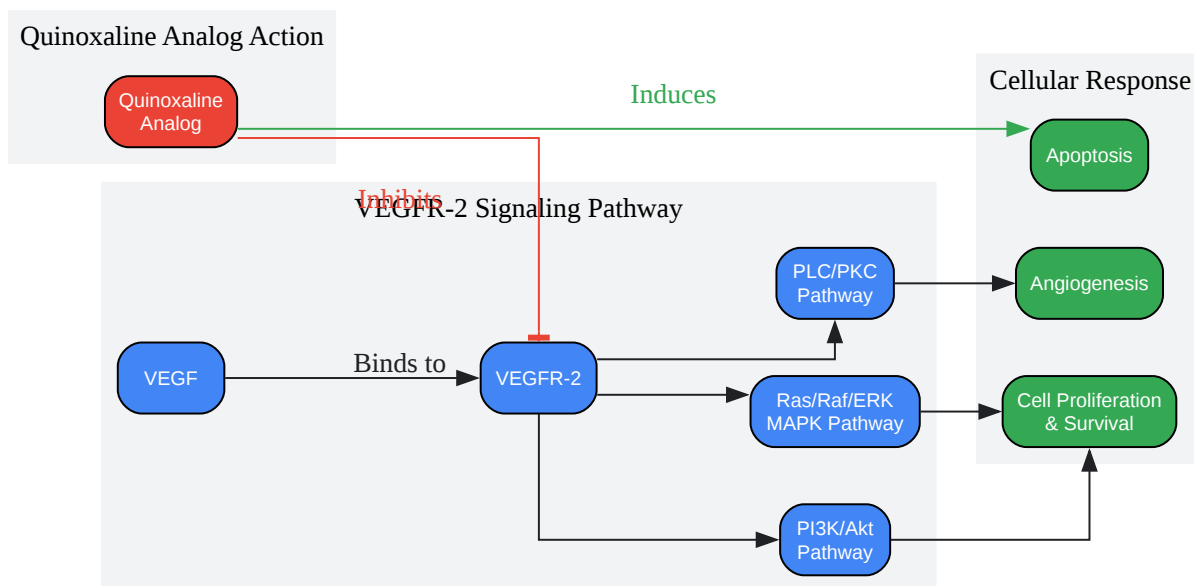 Quinoxaline Analog Action
Quinoxaline
Analog
Induces
Cellular Response
Apoptosis
Inhibits
VEGFR-2 Signaling Pathway
PLC/PKC
Pathway
Angiogenesis
VEGF
Binds to
VEGFR-2
Ras/Raf/ERK
MAPK Pathway
Cell Proliferation
& Survival
PI3K/Akt
Pathway